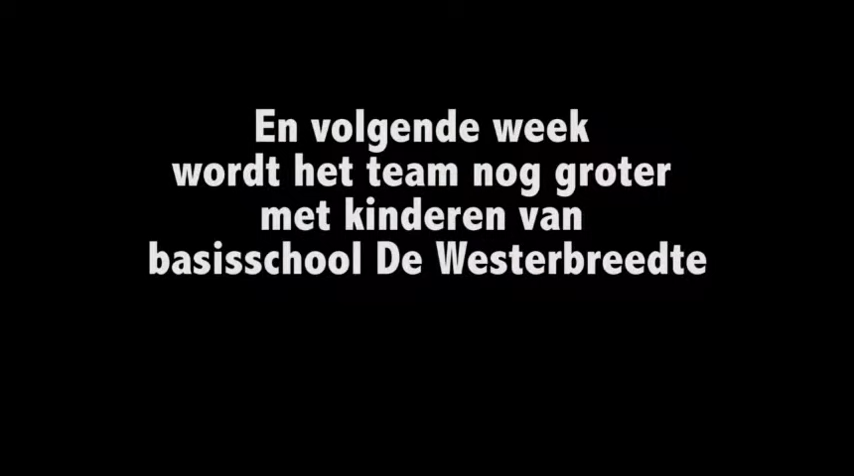 En volgende week
wordt het team nog groter
met kinderen van
basisschool De Westerbreedte